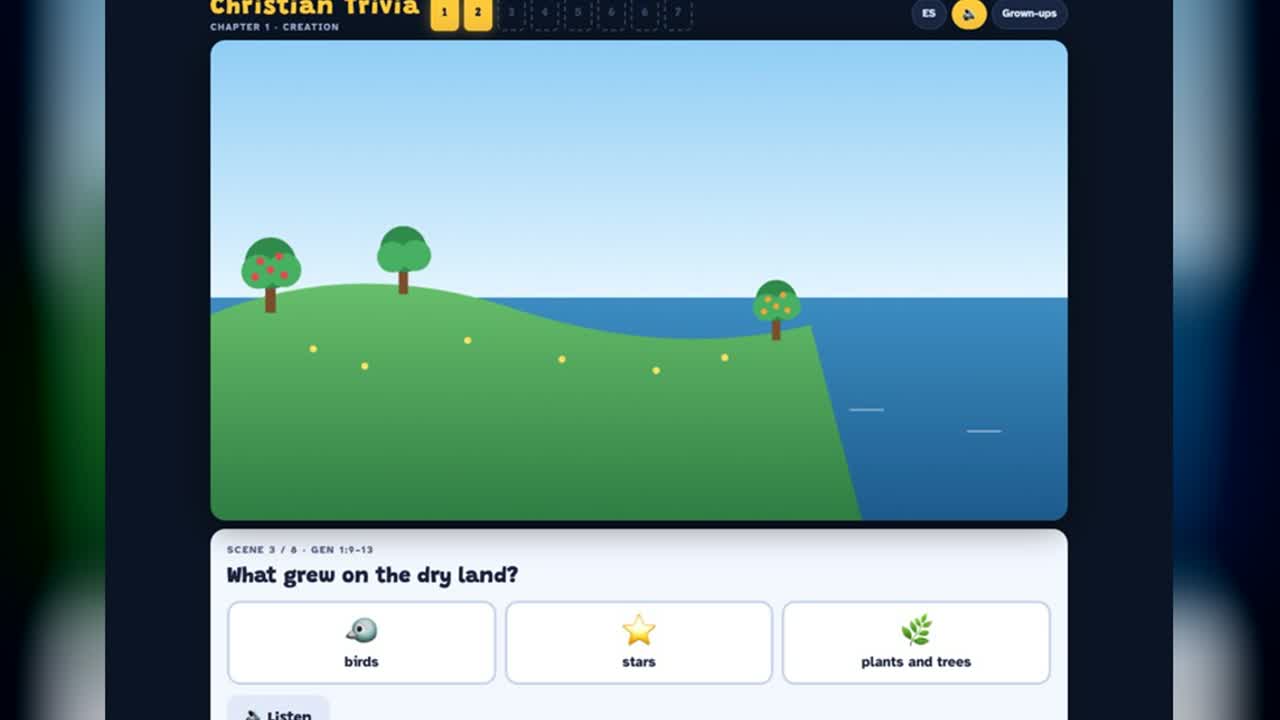 Christian Trivia
CHAPTER 1 · CREATION
1 2 3 4 5 6 7
ES
Grown-ups
SCENE 3 / 8 · GEN 1:9–13
What grew on the dry land?
birds
stars
plants and trees
Listen